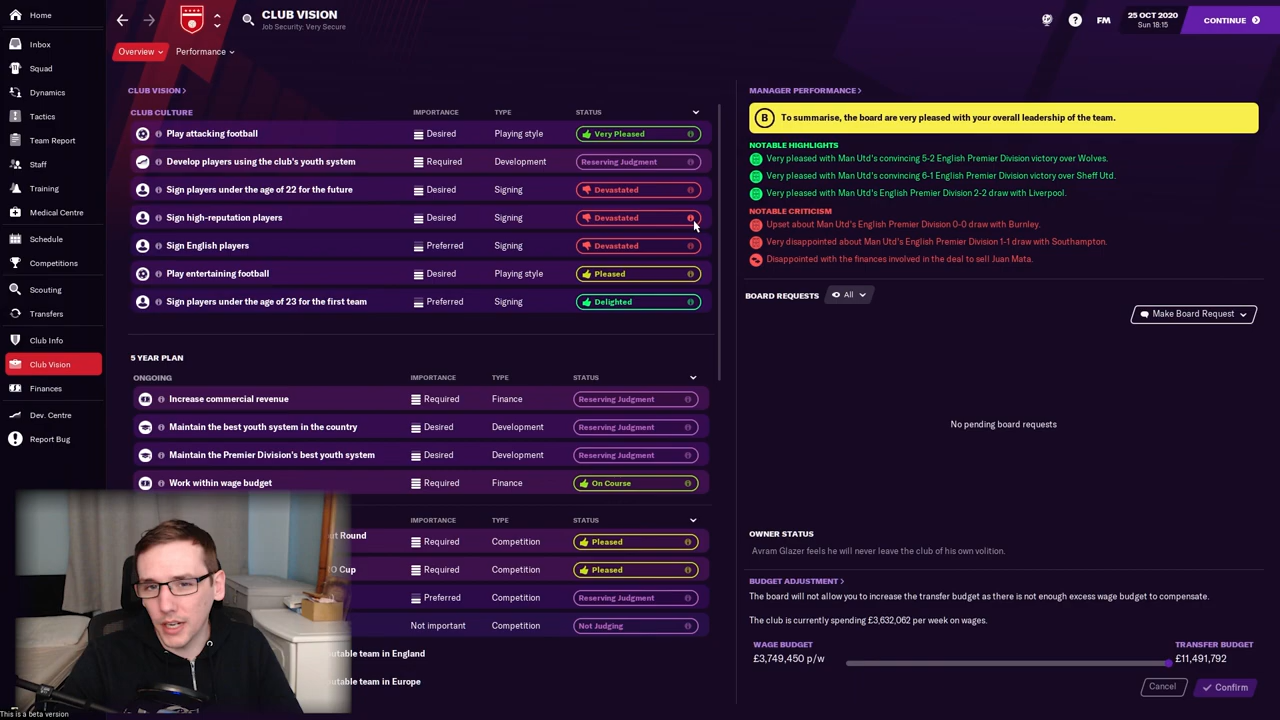 Home
Inbox
Squad
Dynamics
Tactics
Team Report
Staff
Training
Medical Centre
Schedule
Competitions
Scouting
Transfers
Club Info
Club Vision
Finances
Dev. Centre
Report Bug
This is a beta version
CLUB VISION
Job Security: Very Secure
FM
25 OCT 2020
Sun 18:15
CONTINUE
Overview
Performance
CLUB VISION >
CLUB CULTURE IMPORTANCE TYPE STATUS
Play attacking football Desired Playing style Very Pleased
Develop players using the club's youth system Required Development Reserving Judgment
Sign players under the age of 22 for the future Desired Signing Devastated
Sign high-reputation players Desired Signing Devastated
Sign English players Preferred Signing Devastated
Play entertaining football Desired Playing style Pleased
Sign players under the age of 23 for the first team Preferred Signing Delighted
5 YEAR PLAN
ONGOING IMPORTANCE TYPE STATUS
Increase commercial revenue Required Finance Reserving Judgment
Maintain the best youth system in the country Desired Development Reserving Judgment
Maintain the Premier Division's best youth system Desired Development Reserving Judgment
Work within wage budget Required Finance On Course
IMPORTANCE TYPE STATUS
Round Required Competition Pleased
Cup Required Competition Pleased
Preferred Competition Reserving Judgment
Not important Competition Not Judging
team in England
team in Europe
MANAGER PERFORMANCE >
B To summarise, the board are very pleased with your overall leadership of the team.
NOTABLE HIGHLIGHTS
Very pleased with Man Utd's convincing 5-2 English Premier Division victory over Wolves.
Very pleased with Man Utd's convincing 6-1 English Premier Division victory over Sheff Utd.
Very pleased with Man Utd's English Premier Division 2-2 draw with Liverpool.
NOTABLE CRITICISM
Upset about Man Utd's English Premier Division 0-0 draw with Burnley.
Very disappointed about Man Utd's English Premier Division 1-1 draw with Southampton.
Disappointed with the finances involved in the deal to sell Juan Mata.
BOARD REQUESTS All
Make Board Request
No pending board requests
OWNER STATUS
Avram Glazer feels he will never leave the club of his own volition.
BUDGET ADJUSTMENT >
The board will not allow you to increase the transfer budget as there is not enough excess wage budget to compensate.
The club is currently spending £3,632,062 per week on wages.
WAGE BUDGET TRANSFER BUDGET
£3,749,450 p/w £11,491,792
Cancel Confirm